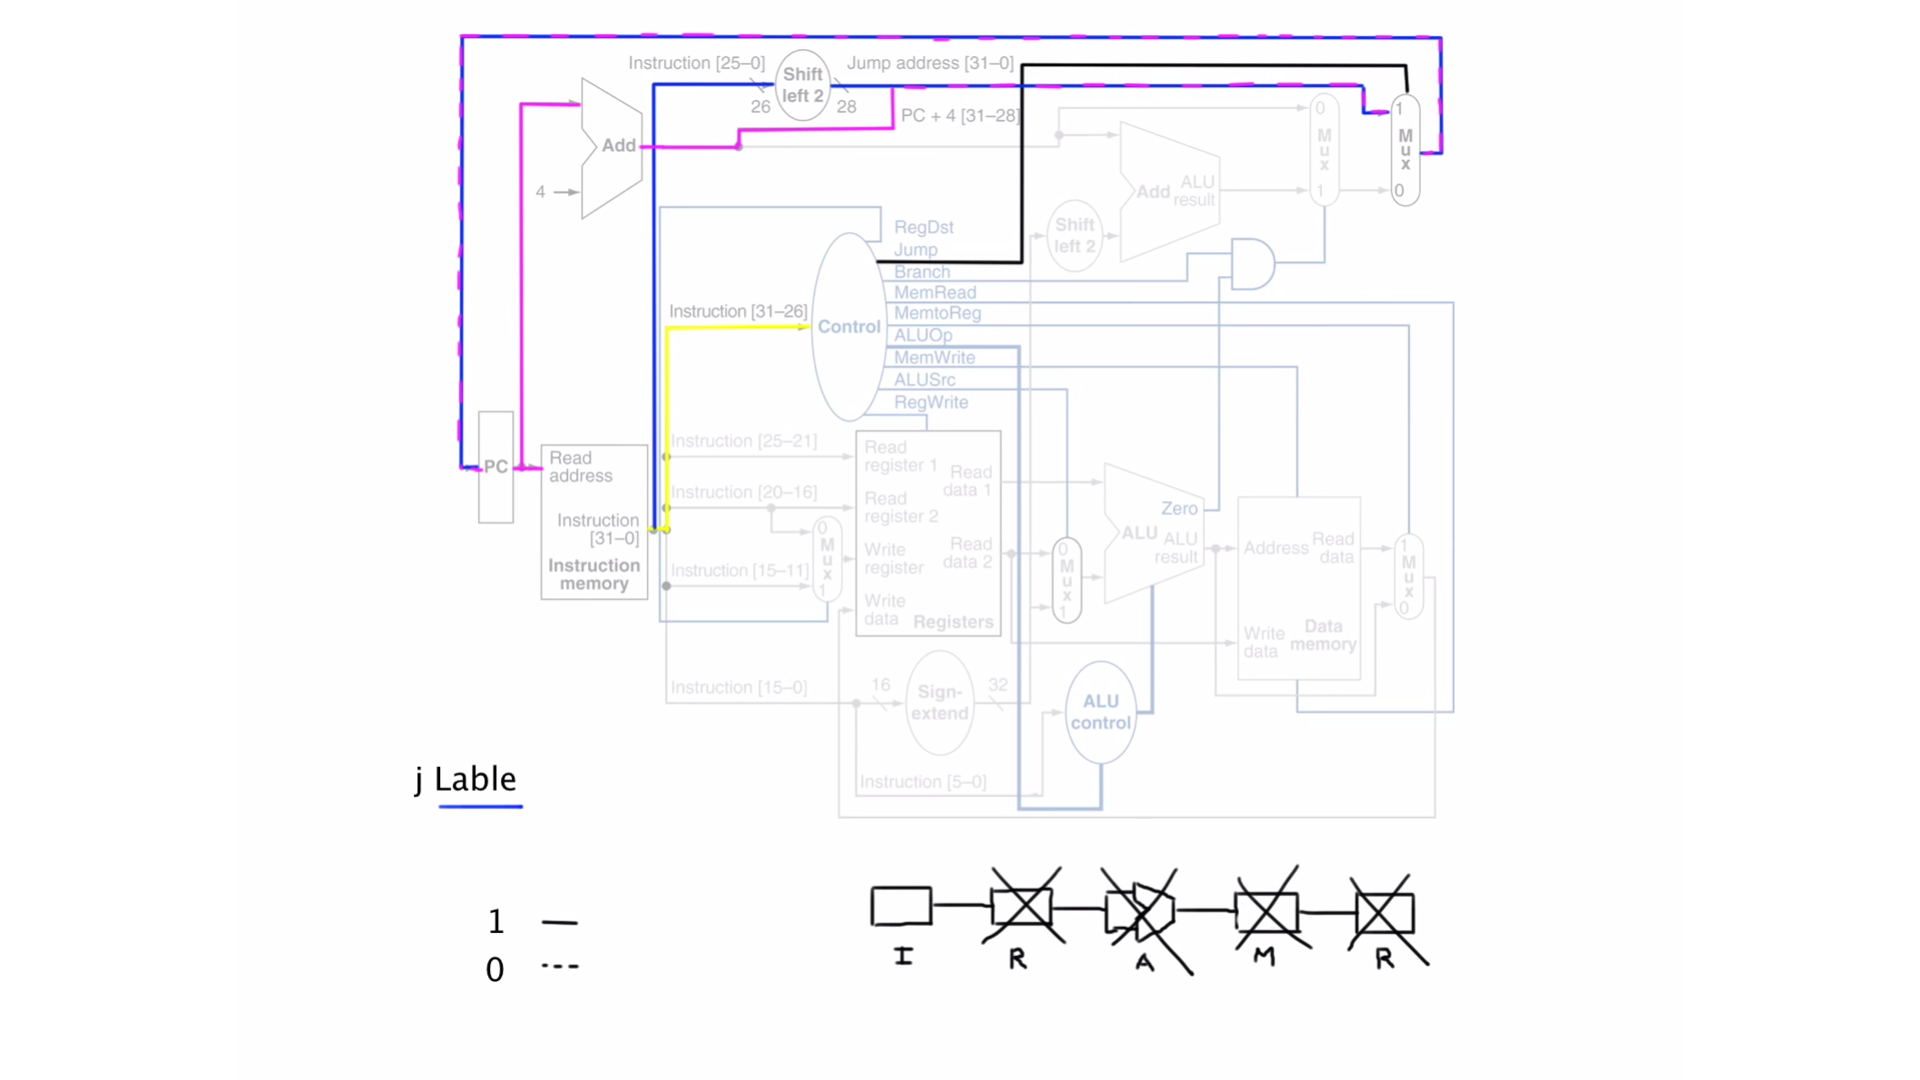 Instruction [25–0]
Shift
left 2
Jump address [31–0]
26
28
PC + 4 [31–28]
Add
4
0
M
u
x
1
1
M
u
x
0
Add
ALU
result
Shift
left 2
RegDst
Jump
Branch
MemRead
MemtoReg
ALUOp
MemWrite
ALUSrc
RegWrite
Instruction [31–26]
Control
PC
Read
address
Instruction
[31–0]
Instruction
memory
Instruction [25–21]
Instruction [20–16]
Instruction [15–11]
Instruction [15–0]
0
M
u
x
1
Read
register 1
Read
register 2
Write
register
Write
data
Read
data 1
Read
data 2
Registers
0
M
u
x
1
Zero
ALU
ALU
result
Address
Read
data
Write
data
Data
memory
1
M
u
x
0
16
Sign-
extend
32
ALU
control
Instruction [5–0]
j Lable
1
0
I R A M R